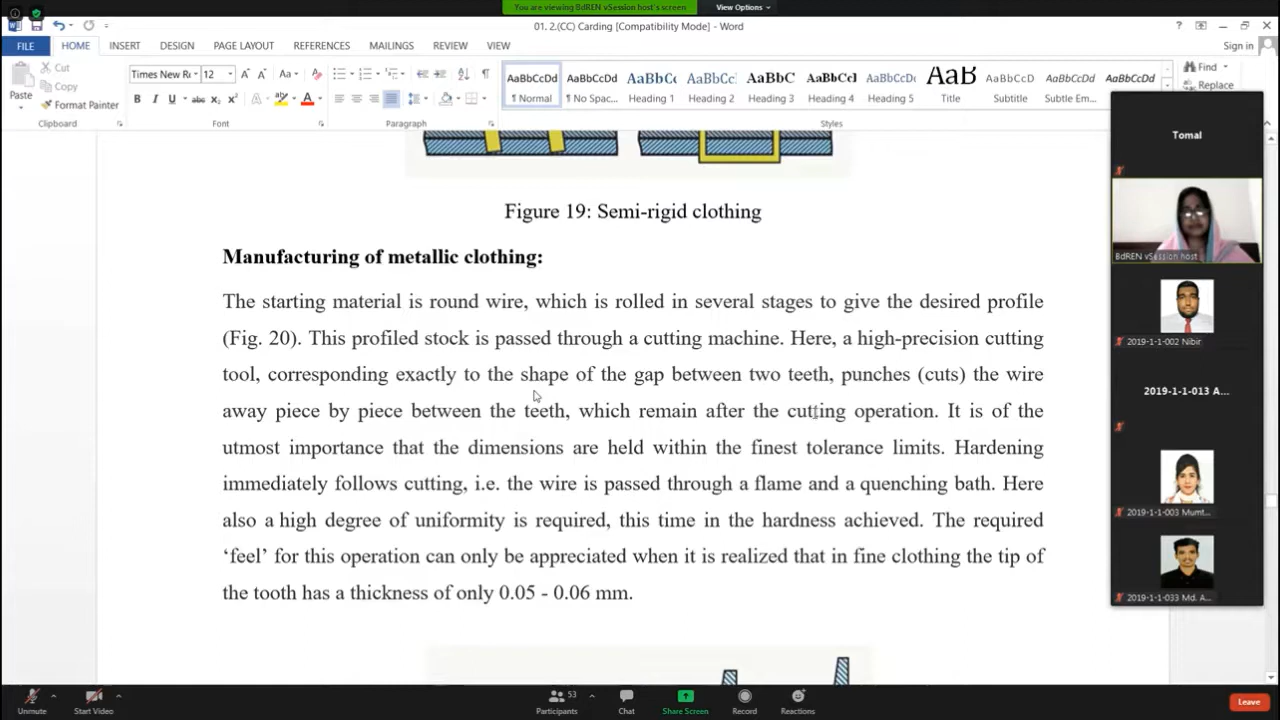 You are viewing BdREN vSession host's screen
View Options
01. 2.(CC) Carding [Compatibility Mode] - Word
FILE
HOME
INSERT
DESIGN
PAGE LAYOUT
REFERENCES
MAILINGS
REVIEW
VIEW
Sign in
Paste
Cut
Copy
Format Painter
Clipboard
Times New Ro
12
Font
Paragraph
AaBbCcDd
¶ Normal
AaBbCcDd
¶ No Spac...
AaBbC(
Heading 1
AaBbCc
Heading 2
AaBbC
Heading 3
AaBbCcI
Heading 4
AaBbCcDd
Heading 5
AaB
Title
AaBbCcDd
Subtitle
AaBbCcDd
Subtle Em...
AaBbCcDd
Styles
Find
Replace
Figure 19: Semi-rigid clothing
Manufacturing of metallic clothing:
The starting material is round wire, which is rolled in several stages to give the desired profile
(Fig. 20). This profiled stock is passed through a cutting machine. Here, a high-precision cutting
tool, corresponding exactly to the shape of the gap between two teeth, punches (cuts) the wire
away piece by piece between the teeth, which remain after the cutting operation. It is of the
utmost importance that the dimensions are held within the finest tolerance limits. Hardening
immediately follows cutting, i.e. the wire is passed through a flame and a quenching bath. Here
also a high degree of uniformity is required, this time in the hardness achieved. The required
‘feel’ for this operation can only be appreciated when it is realized that in fine clothing the tip of
the tooth has a thickness of only 0.05 - 0.06 mm.
Tomal
BdREN vSession host
2019-1-1-002 Nibir
2019-1-1-013 A...
2019-1-1-003 Mumt...
2019-1-1-033 Md. A...
Unmute
Start Video
53
Participants
Chat
Share Screen
Record
Reactions
Leave